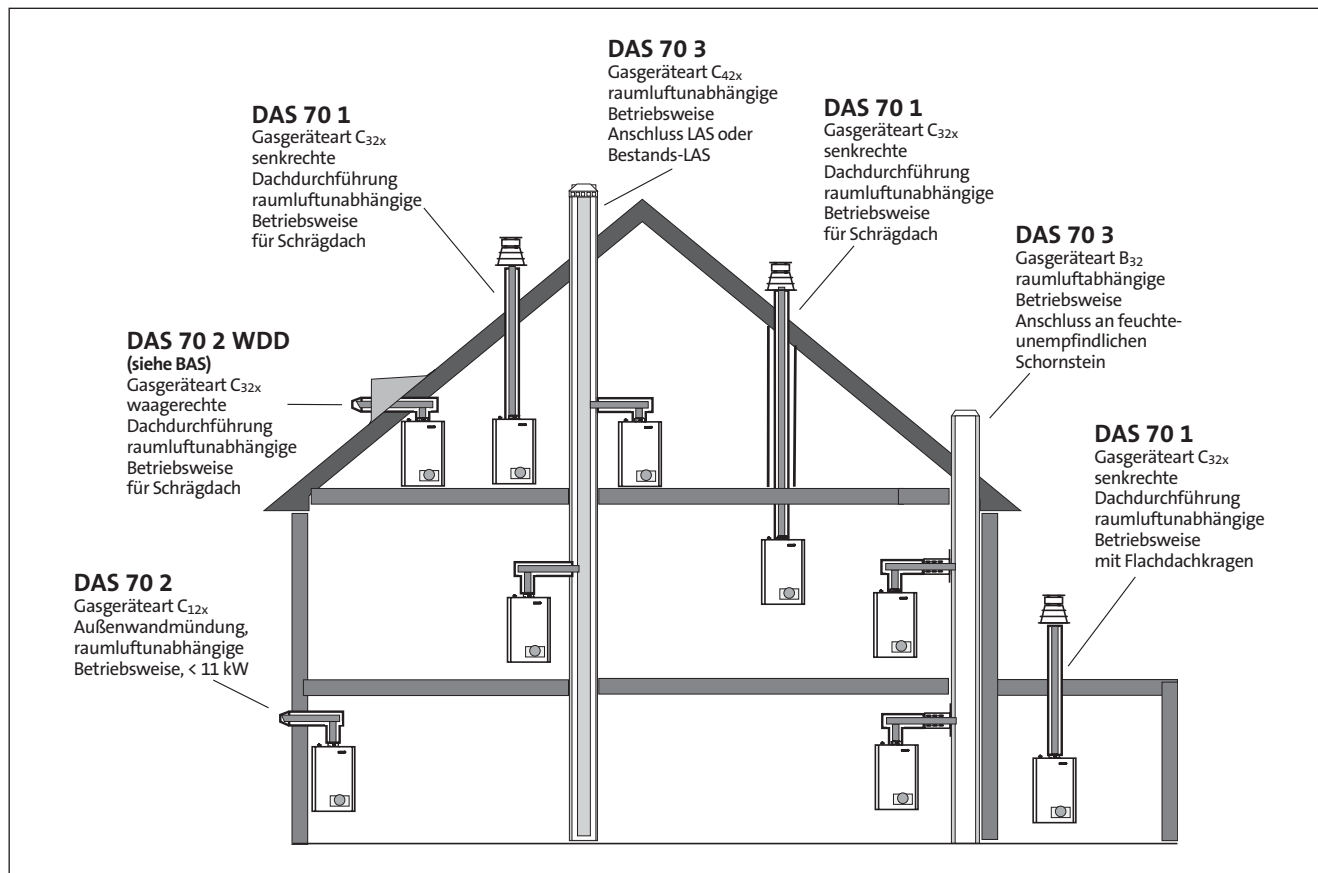 DAS 70 3
Gasgeräteart C42x
raumluftunabhängige
Betriebsweise
Anschluss LAS oder
Bestands-LAS
DAS 70 1
Gasgeräteart C32x
senkrechte
Dachdurchführung
raumluftunabhängige
Betriebsweise
für Schrägdach
DAS 70 1
Gasgeräteart C32x
senkrechte
Dachdurchführung
raumluftunabhängige
Betriebsweise
für Schrägdach
DAS 70 3
Gasgeräteart B32
raumluftabhängige
Betriebsweise
Anschluss an feuchte-
unempfindlichen
Schornstein
DAS 70 2 WDD
(siehe BAS)
Gasgeräteart C32x
waagerechte
Dachdurchführung
raumluftunabhängige
Betriebsweise
für Schrägdach
DAS 70 1
Gasgeräteart C32x
senkrechte
Dachdurchführung
raumluftunabhängige
Betriebsweise
mit Flachdachkragen
DAS 70 2
Gasgeräteart C12x
Außenwandmündung,
raumluftunabhängige
Betriebsweise, < 11 kW